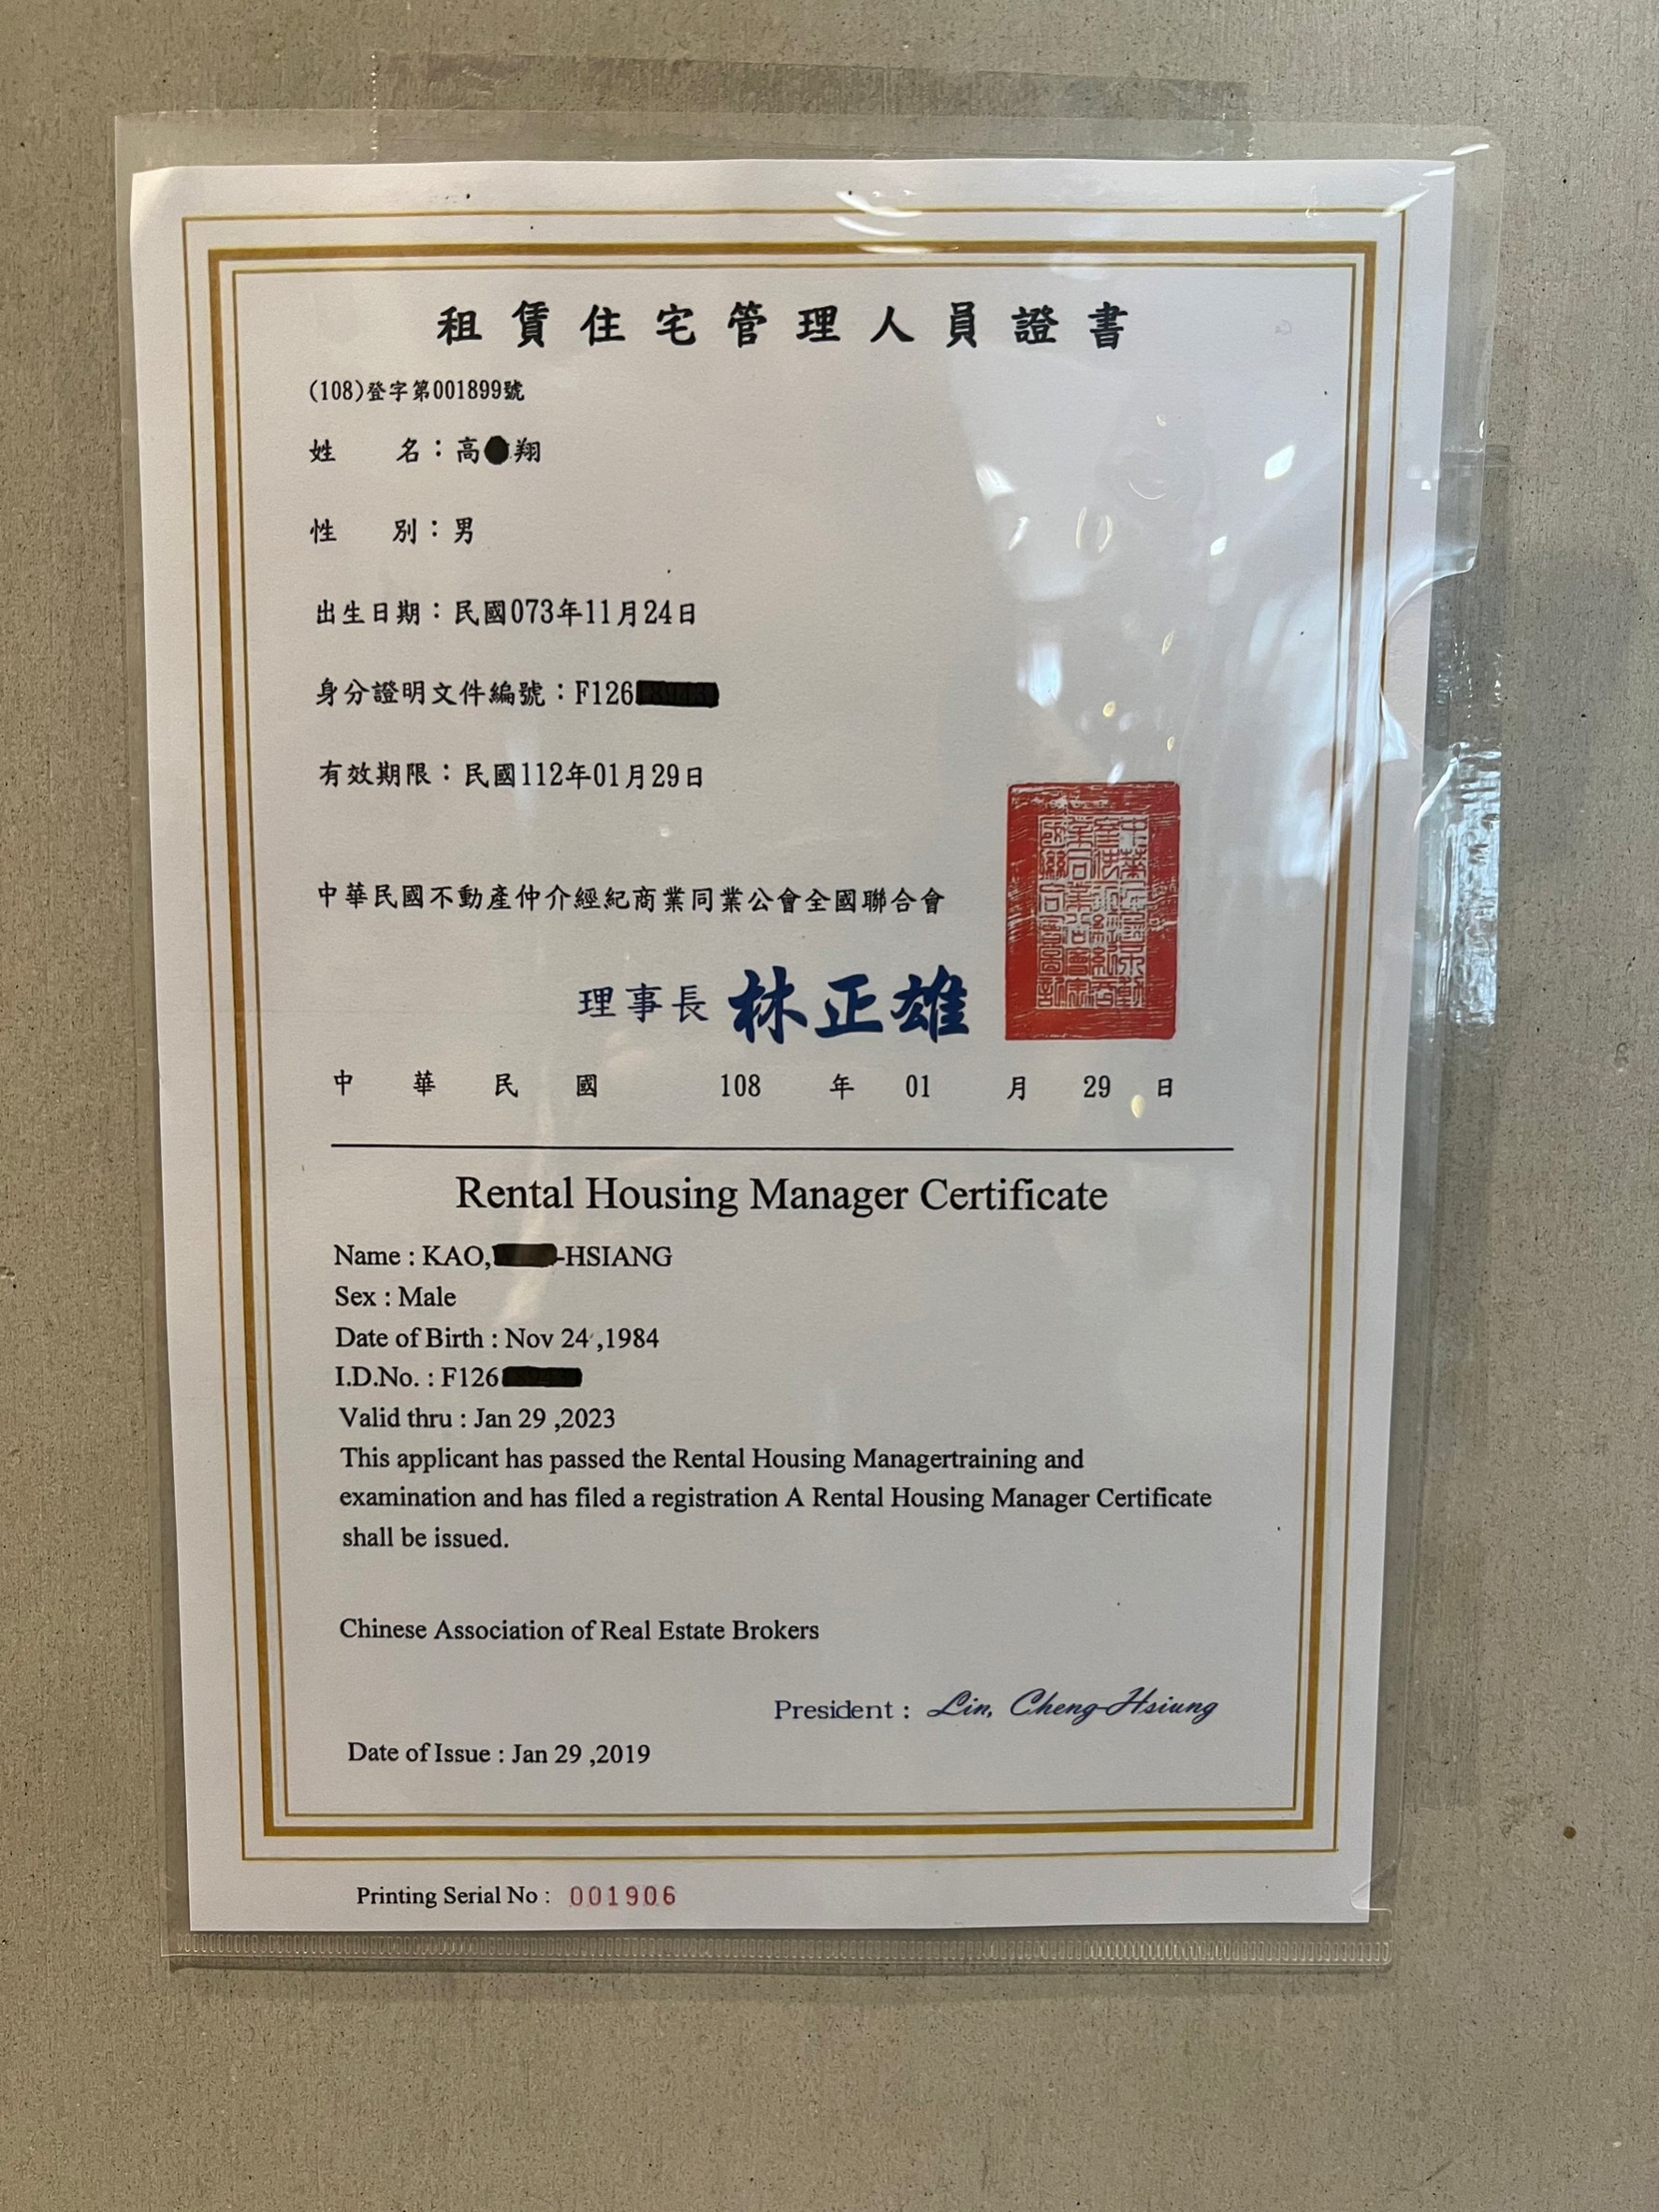 租賃住宅管理人員證書
(108)登字第001899號
姓 名：高 翔
性 別：男
出生日期：民國073年11月24日
身分證明文件編號：F126
有效期限：民國112年01月29日
中華民國不動產仲介經紀商業同業公會全國聯合會
理事長 林正雄
中 華 民 國 108 年 01 月 29 日
Rental Housing Manager Certificate
Name : KAO, -HSIANG
Sex : Male
Date of Birth : Nov 24 ,1984
I.D.No. : F126
Valid thru : Jan 29 ,2023
This applicant has passed the Rental Housing Managertraining and
examination and has filed a registration A Rental Housing Manager Certificate
shall be issued.
Chinese Association of Real Estate Brokers
President : Lin, Cheng-Hsiung
Date of Issue : Jan 29 ,2019
Printing Serial No : 001906